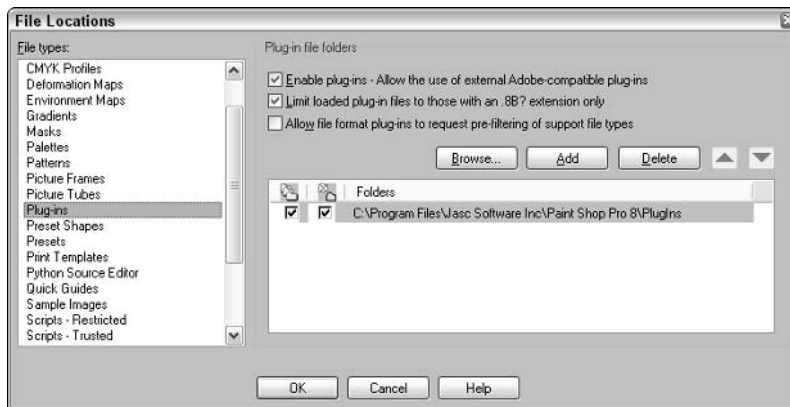 File Locations
File types:
CMYK Profiles
Deformation Maps
Environment Maps
Gradients
Masks
Palettes
Patterns
Picture Frames
Picture Tubes
Plug-ins
Preset Shapes
Presets
Print Templates
Python Source Editor
Quick Guides
Sample Images
Scripts - Restricted
Scripts - Trusted
Plug-in file folders
Enable plug-ins - Allow the use of external Adobe-compatible plug-ins
Limit loaded plug-in files to those with an .8B? extension only
Allow file format plug-ins to request pre-filtering of support file types
Browse... Add Delete
Folders
C:\Program Files\Jasc Software Inc\Paint Shop Pro 8\PlugIns
OK Cancel Help